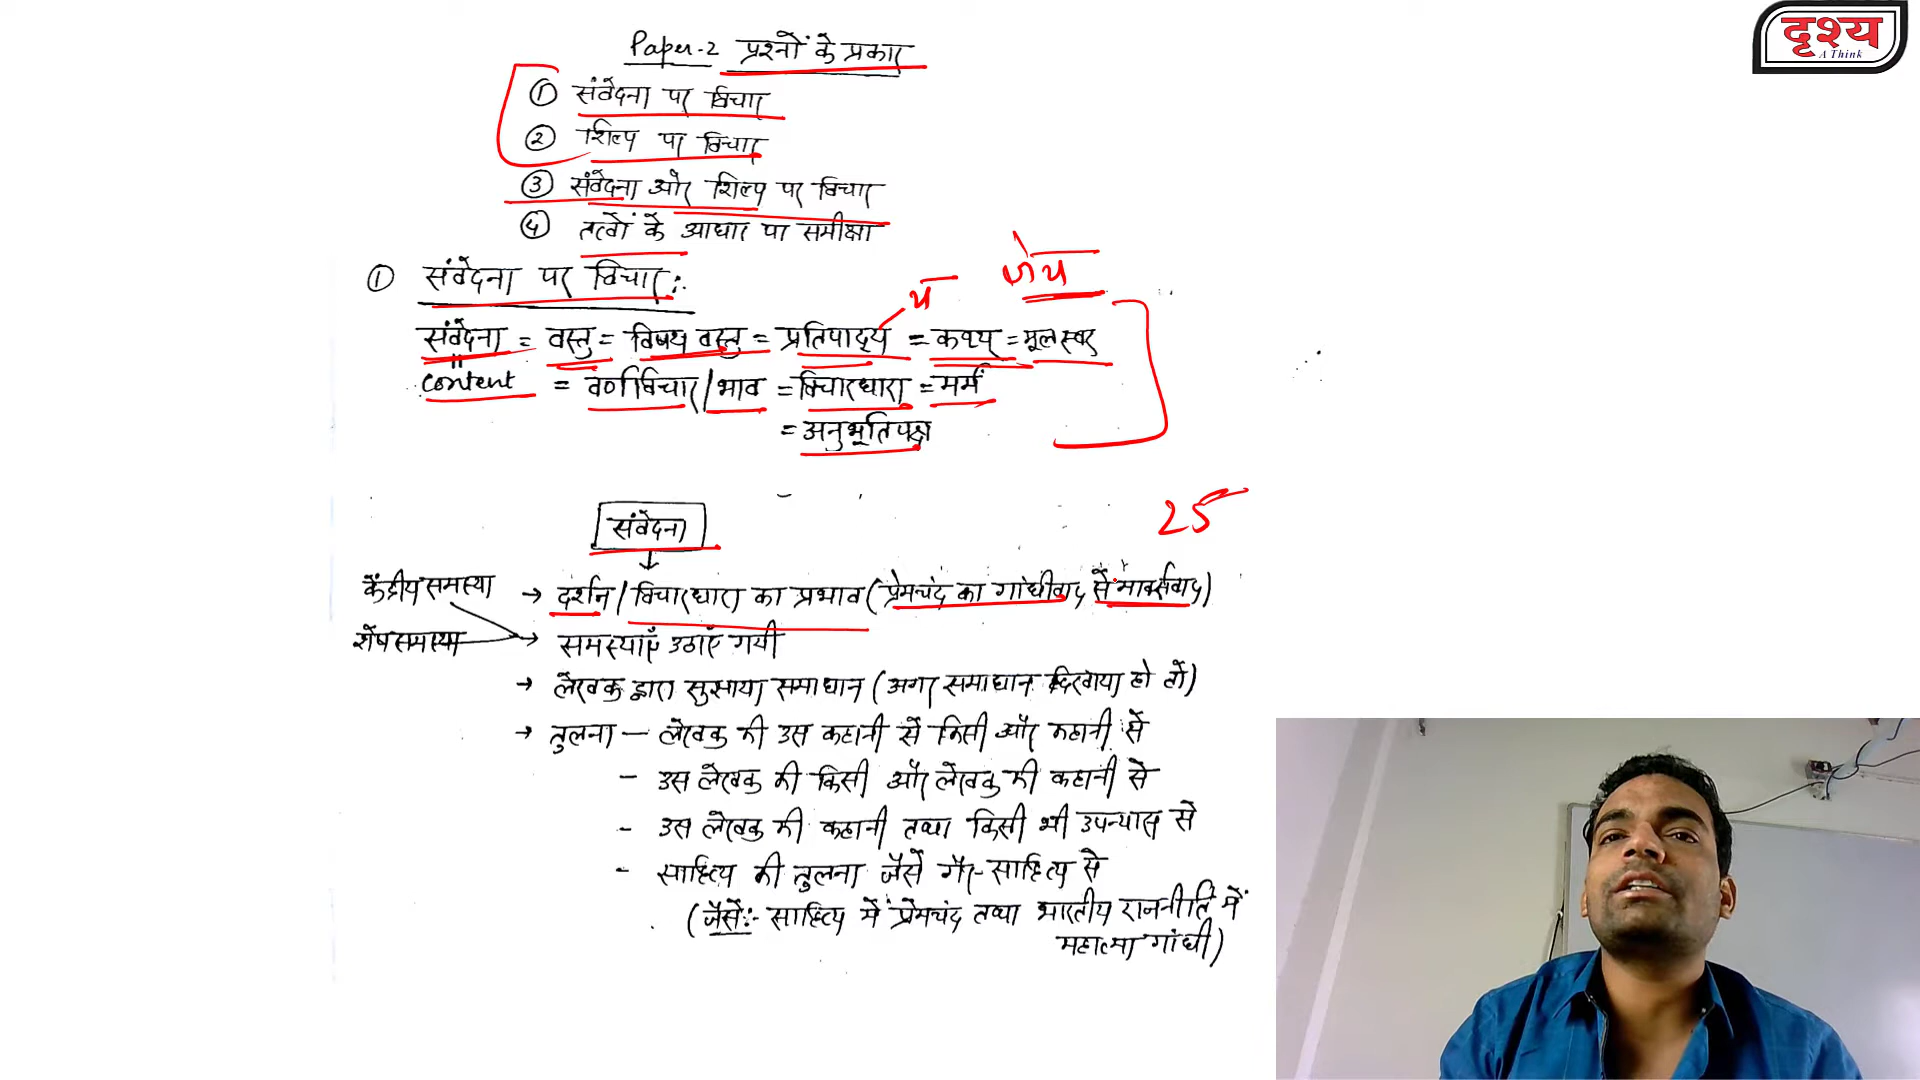 दृश्य
A Think
Paper-2 प्रश्नों के प्रकार
① संवेदना पर विचार
② शिल्प पर विचार
③ संवेदना और शिल्प पर विचार
④ तत्वों के आधार पर समीक्षा
① संवेदना पर विचार :-
संवेदना = वस्तु = विषय वस्तु = प्रतिपाद्य = कथ्य = मूल स्वर
content = वर्ण विचार / भाव = विचारधारा = मर्म
= अनुभूति पक्ष
य
25
संवेदना
केंद्रीय समस्या → दर्शन / विचारधारा का प्रभाव (प्रेमचंद का गांधीवाद से मार्क्सवाद)
शेष समस्या → समस्याएँ उठाएँ गयी
→ लेखक द्वारा सुझाया समाधान (अगर समाधान दिखाया हो तो)
→ तुलना — लेखक की उस कहानी से किसी और कहानी से
- उस लेखक की किसी और लेखक की कहानी से
- उस लेखक की कहानी तथा किसी भी उपन्यास से
- साहित्य की तुलना जैसे गैर-साहित्य से
(जैसे:- साहित्य में प्रेमचंद तथा भारतीय राजनीति में
महात्मा गांधी)